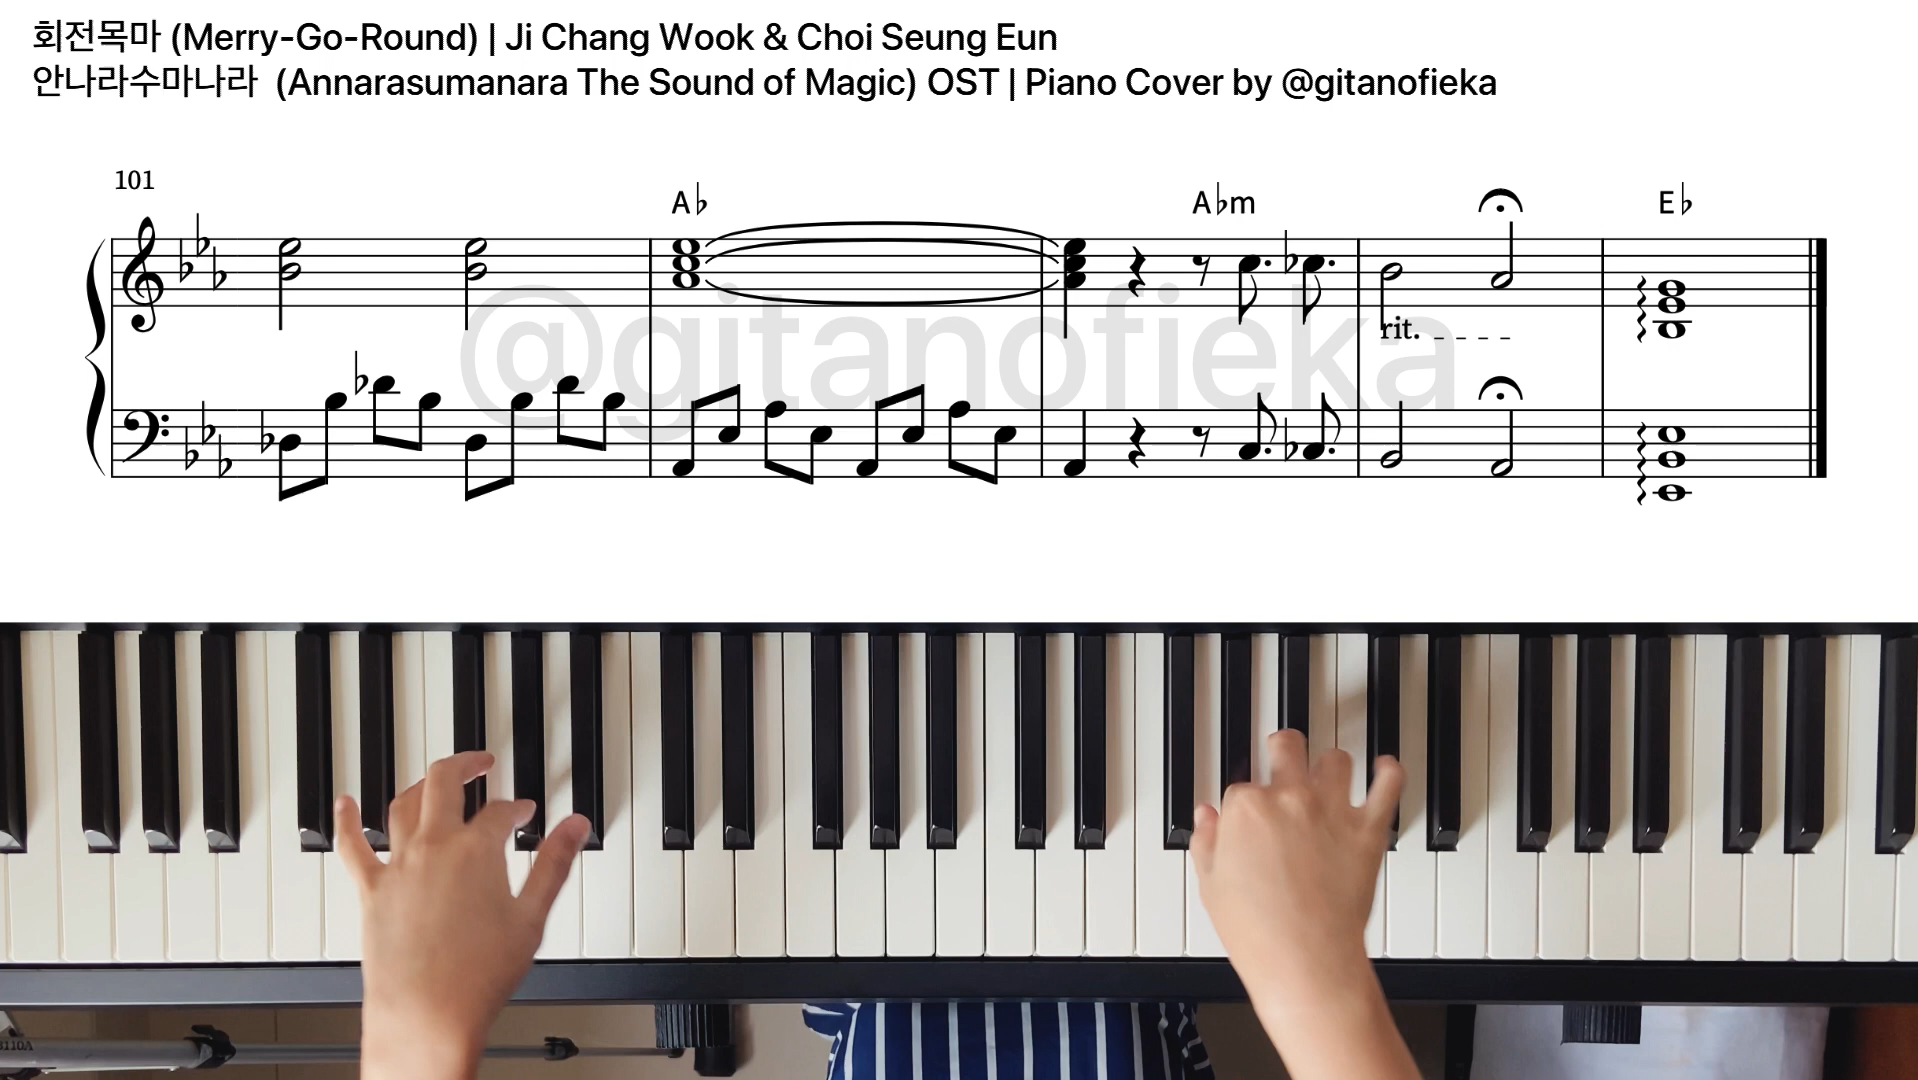 회전목마 (Merry-Go-Round) | Ji Chang Wook & Choi Seung Eun
안나라수마나라 (Annarasumanara The Sound of Magic) OST | Piano Cover by @gitanofieka
101
A♭ A♭m E♭
@gitanofieka
rit.